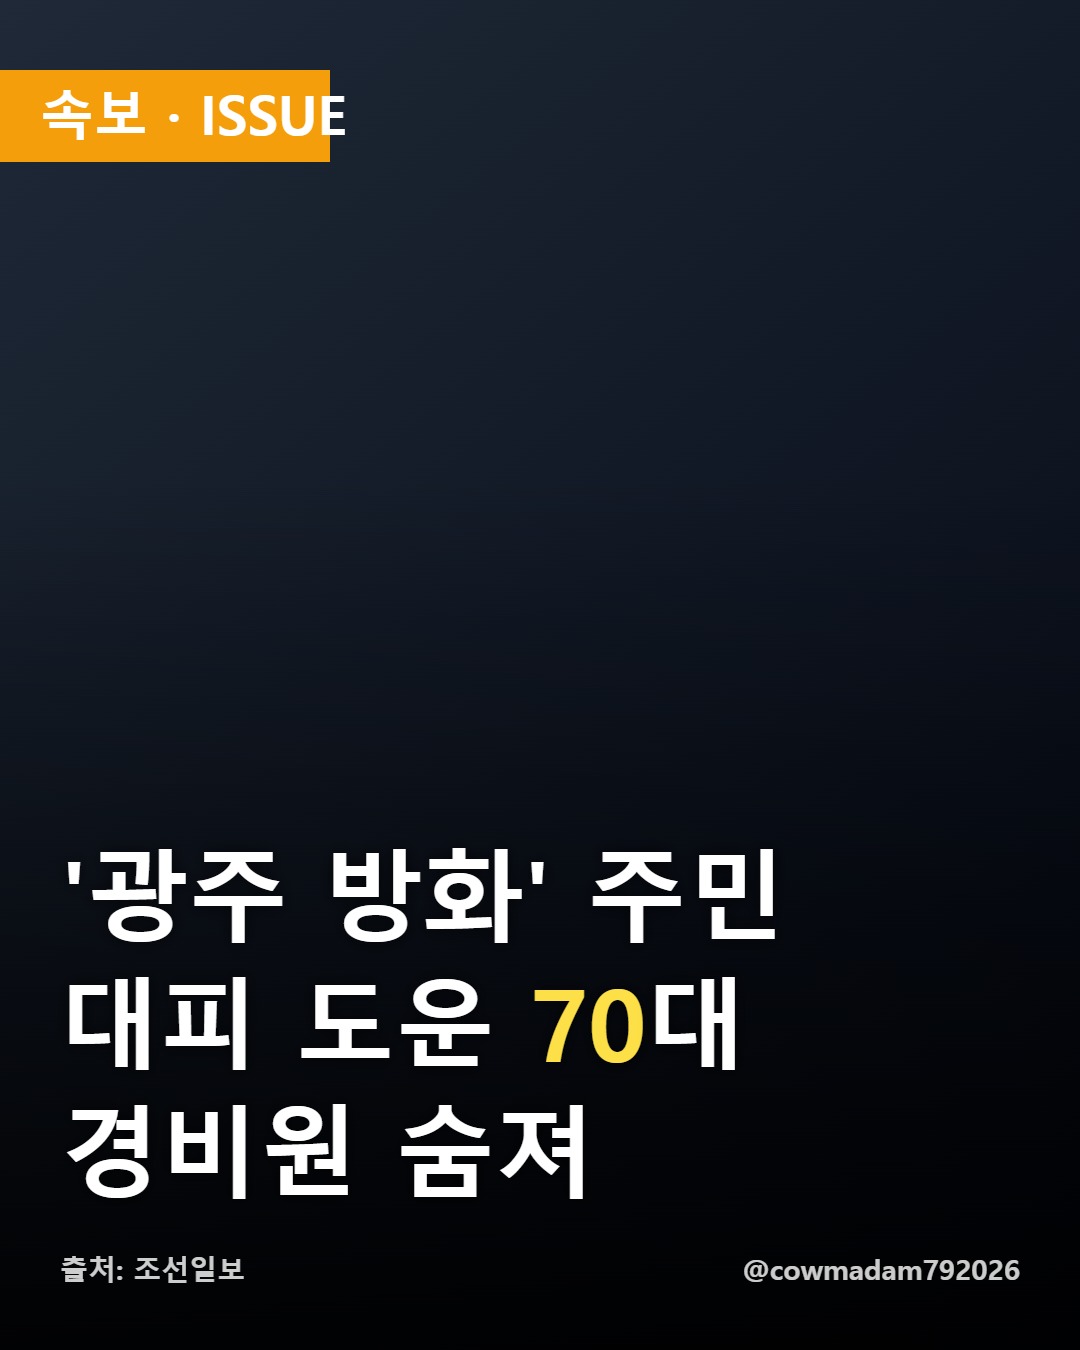 속보 · ISSUE
'광주 방화' 주민
대피 도운 70대
경비원 숨져
출처: 조선일보
@cowmadam792026